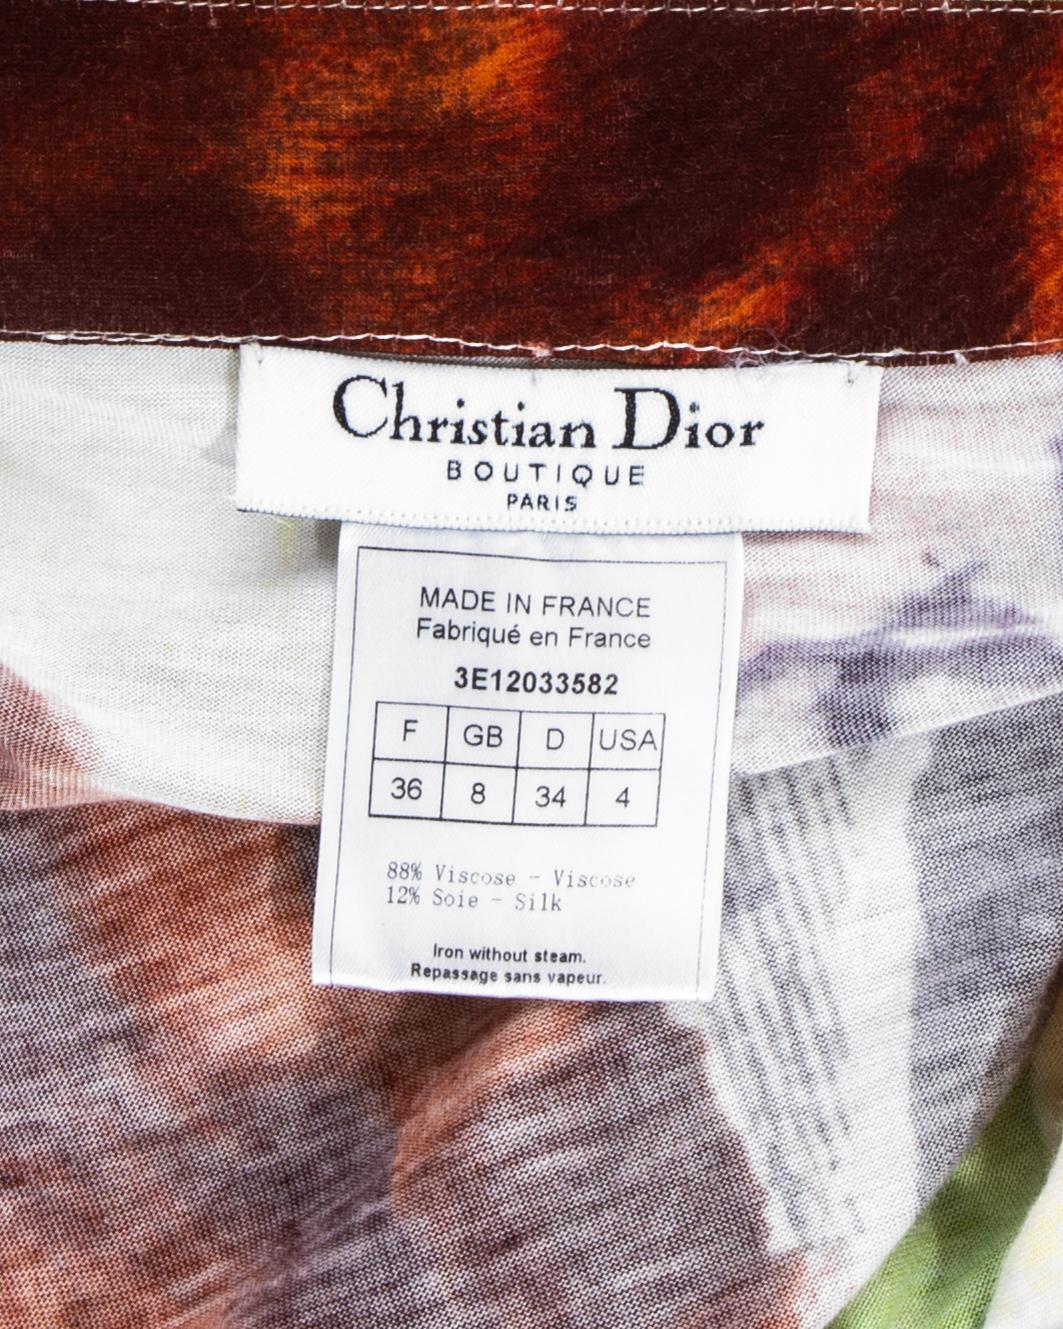 Christian Dior
BOUTIQUE
PARIS
MADE IN FRANCE
Fabriqué en France
3E12033582
F GB D USA
36 8 34 4
88% Viscose - Viscose
12% Soie - Silk
Iron without steam.
Repassage sans vapeur.